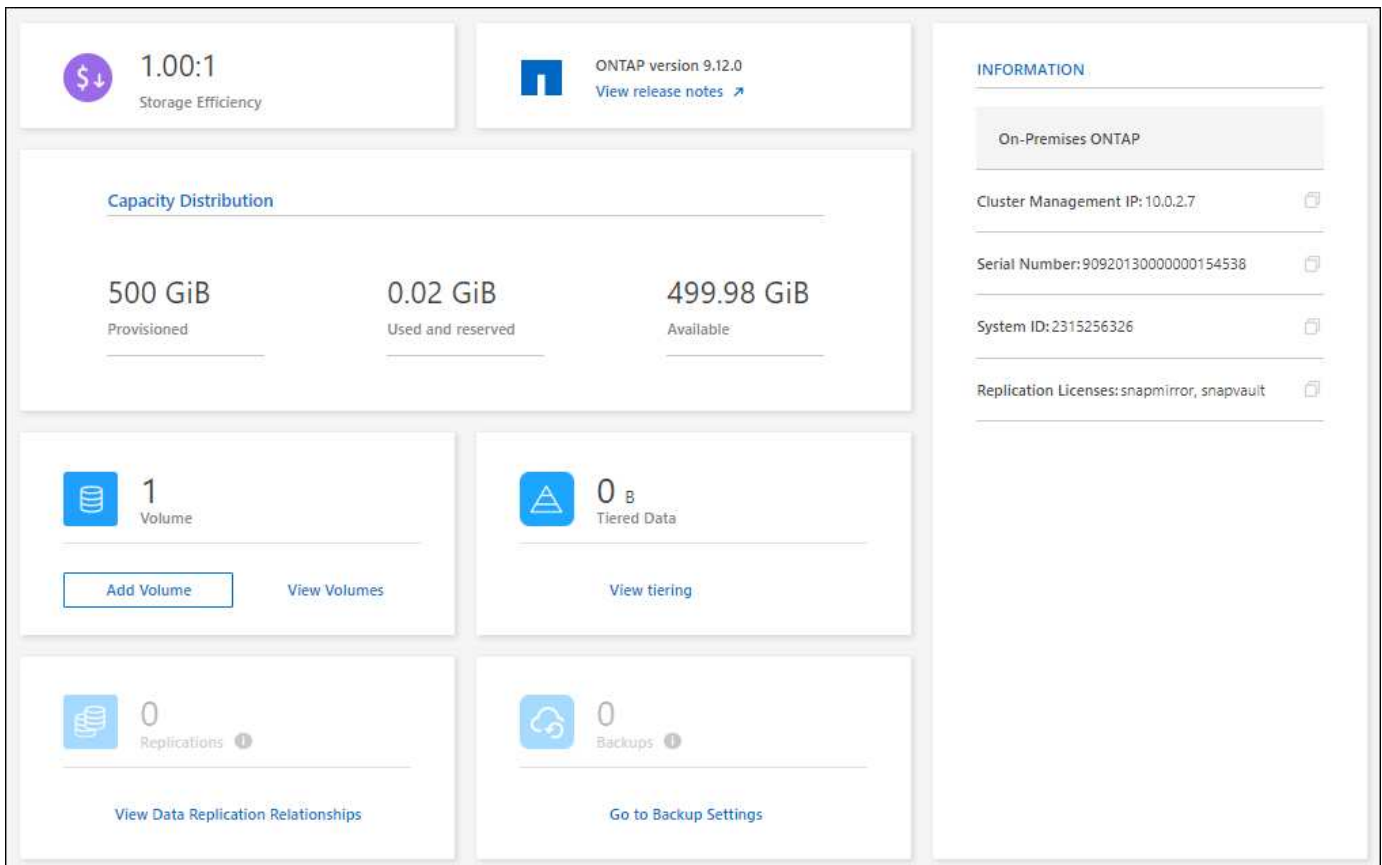 1.00:1
Storage Efficiency
ONTAP version 9.12.0
View release notes
Capacity Distribution
500 GiB
Provisioned
0.02 GiB
Used and reserved
499.98 GiB
Available
1
Volume
Add Volume
View Volumes
0 B
Tiered Data
View tiering
0
Replications
View Data Replication Relationships
0
Backups
Go to Backup Settings
INFORMATION
On-Premises ONTAP
Cluster Management IP: 10.0.2.7
Serial Number: 90920130000000154538
System ID: 2315256326
Replication Licenses: snapmirror, snapvault